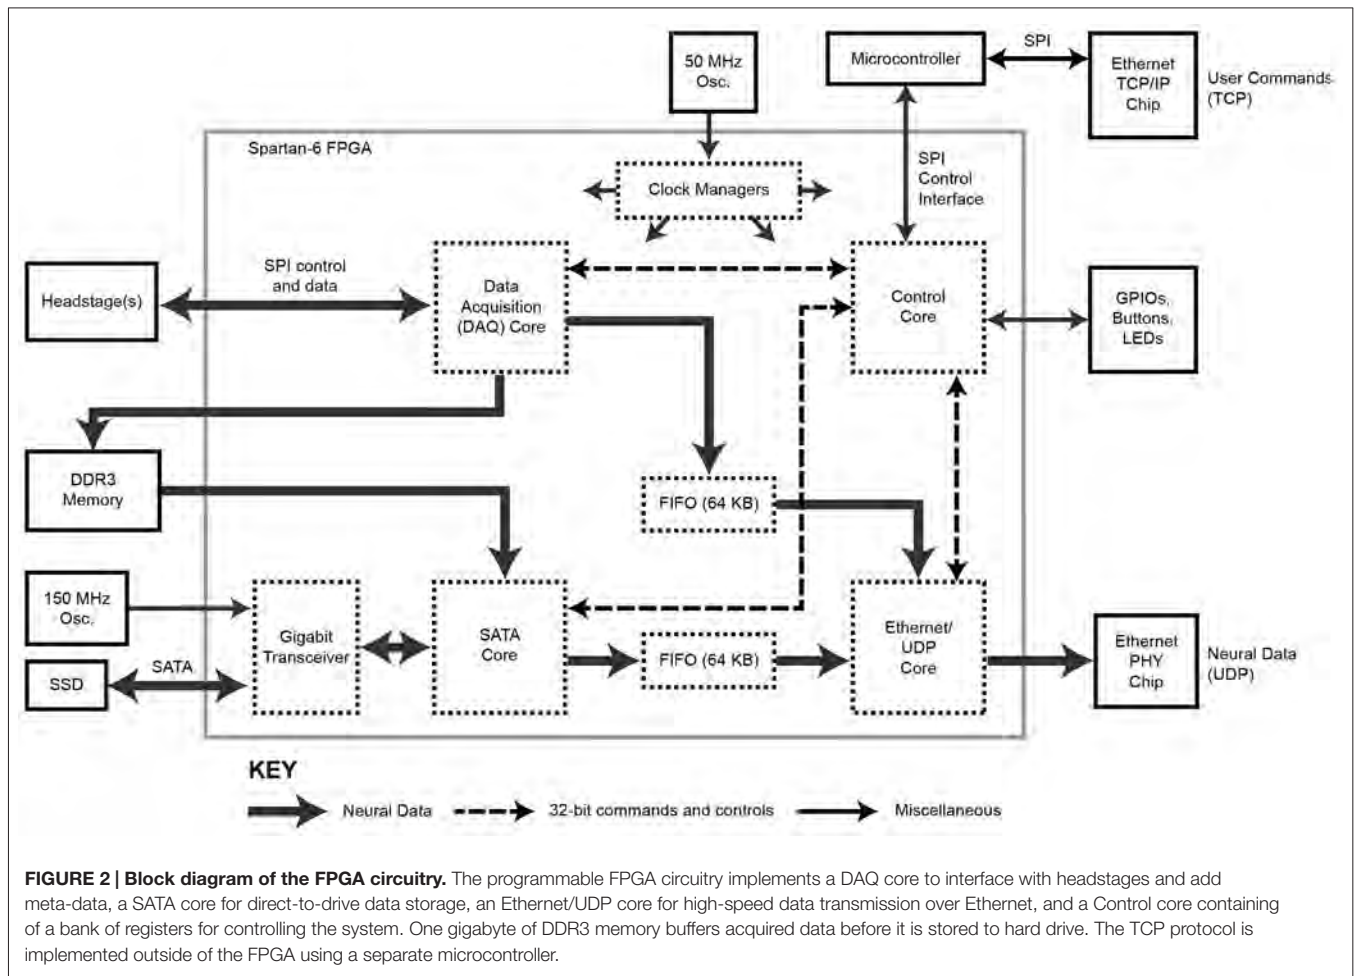 50 MHz
Osc.
Microcontroller
SPI
Ethernet
TCP/IP
Chip
User Commands
(TCP)
Spartan-6 FPGA
Clock Managers
SPI
Control
Interface
Headstage(s)
SPI control
and data
Data
Acquisition
(DAQ) Core
Control
Core
GPIOs,
Buttons,
LEDs
DDR3
Memory
FIFO (64 KB)
150 MHz
Osc.
Gigabit
Transceiver
SATA
Core
Ethernet/
UDP
Core
SSD
SATA
FIFO (64 KB)
Ethernet
PHY
Chip
Neural Data
(UDP)
KEY
Neural Data
32-bit commands and controls
Miscellaneous
FIGURE 2 | Block diagram of the FPGA circuitry. The programmable FPGA circuitry implements a DAQ core to interface with headstages and add
meta-data, a SATA core for direct-to-drive data storage, an Ethernet/UDP core for high-speed data transmission over Ethernet, and a Control core containing
of a bank of registers for controlling the system. One gigabyte of DDR3 memory buffers acquired data before it is stored to hard drive. The TCP protocol is
implemented outside of the FPGA using a separate microcontroller.